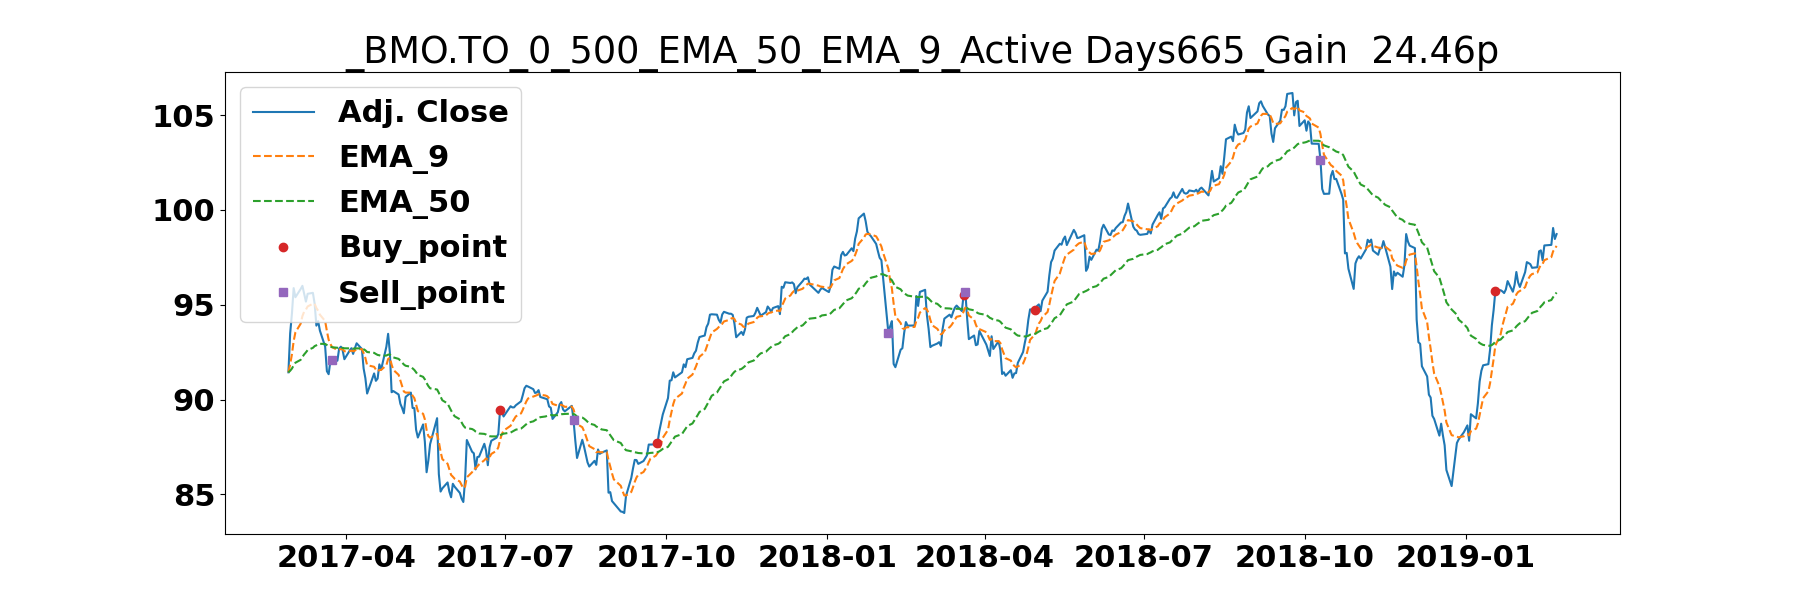 _BMO.TO_0_500_EMA_50_EMA_9_Active Days665_Gain  24.46p
Adj. Close
EMA_9
EMA_50
Buy_point
Sell_point
105
100
95
90
85
2017-04 2017-07 2017-10 2018-01 2018-04 2018-07 2018-10 2019-01